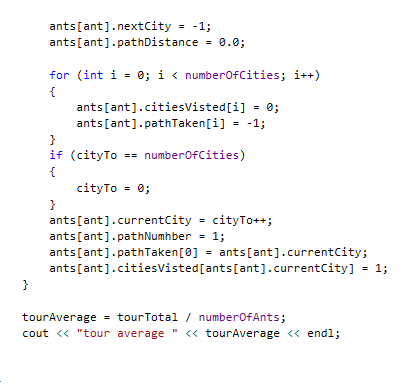 ants[ant].nextCity = -1;
ants[ant].pathDistance = 0.0;
for (int i = 0; i < numberOfCities; i++)
{
ants[ant].citiesVisted[i] = 0;
ants[ant].pathTaken[i] = -1;
}
if (cityTo == numberOfCities)
{
cityTo = 0;
}
ants[ant].currentCity = cityTo++;
ants[ant].pathNumhber = 1;
ants[ant].pathTaken[0] = ants[ant].currentCity;
ants[ant].citiesVisted[ants[ant].currentCity] = 1;
}
tourAverage = tourTotal / numberOfAnts;
cout << "tour average " << tourAverage << endl;